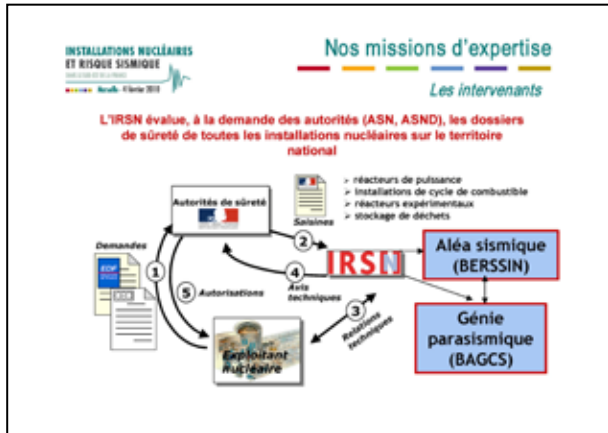 INSTALLATIONS NUCLÉAIRES
ET RISQUE SISMIQUE
Nos missions d'expertise
Les intervenants
L'IRSN évalue, à la demande des autorités (ASN, ASND), les dossiers
de sûreté de toutes les installations nucléaires sur le territoire
national
Autorités de sûreté
Saisines
➢ réacteurs de puissance
➢ installations de cycle de combustible
➢ réacteurs expérimentaux
➢ stockage de déchets
Demandes
EDF
1
2
IRSN
Aléa sismique
(BERSSIN)
4
Avis
techniques
5
Autorisations
3
Relations
techniques
Exploitant
nucléaire
Génie
parasismique
(BAGCS)